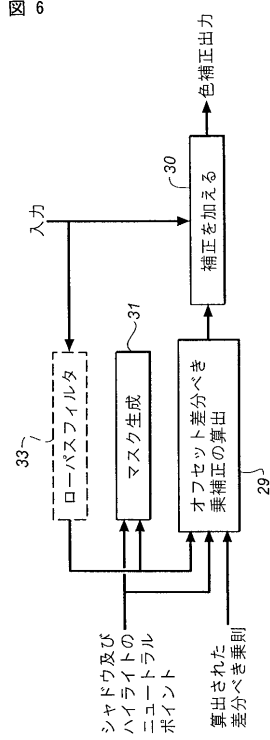 図 6
入力
33
ローパスフィルタ
31
マスク生成
シャドウ及び
ハイライトの
ニュートラル
ポイント
算出された
差分べき乗則
オフセット差分べき
乗補正の算出
29
補正を加える
30
色補正出力